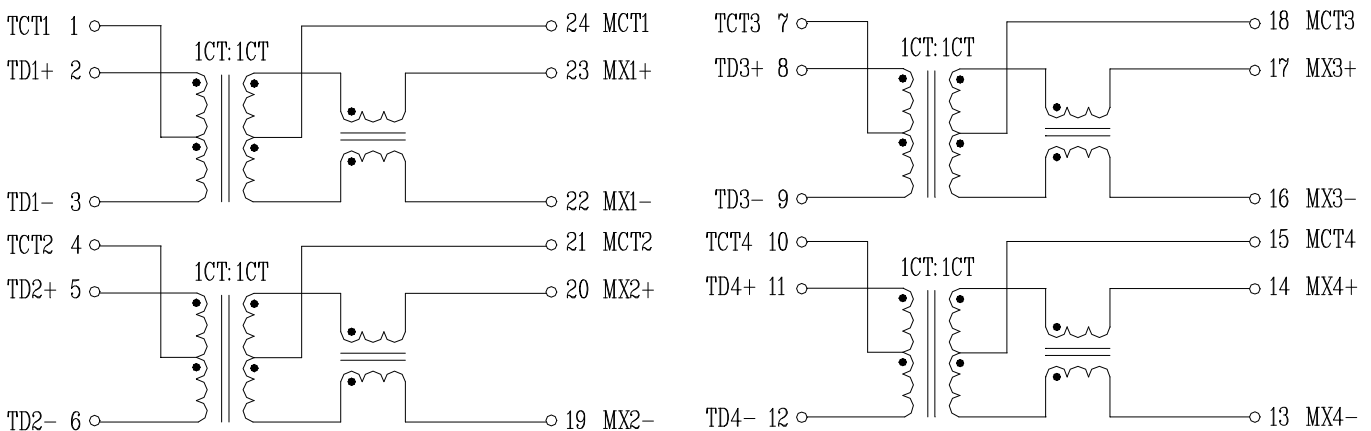 TCT1 1
24 MCT1
1CT:1CT
TD1+ 2
23 MX1+
TD1- 3
22 MX1-
TCT2 4
21 MCT2
1CT:1CT
TD2+ 5
20 MX2+
TD2- 6
19 MX2-
TCT3 7
18 MCT3
1CT:1CT
TD3+ 8
17 MX3+
TD3- 9
16 MX3-
TCT4 10
15 MCT4
1CT:1CT
TD4+ 11
14 MX4+
TD4- 12
13 MX4-